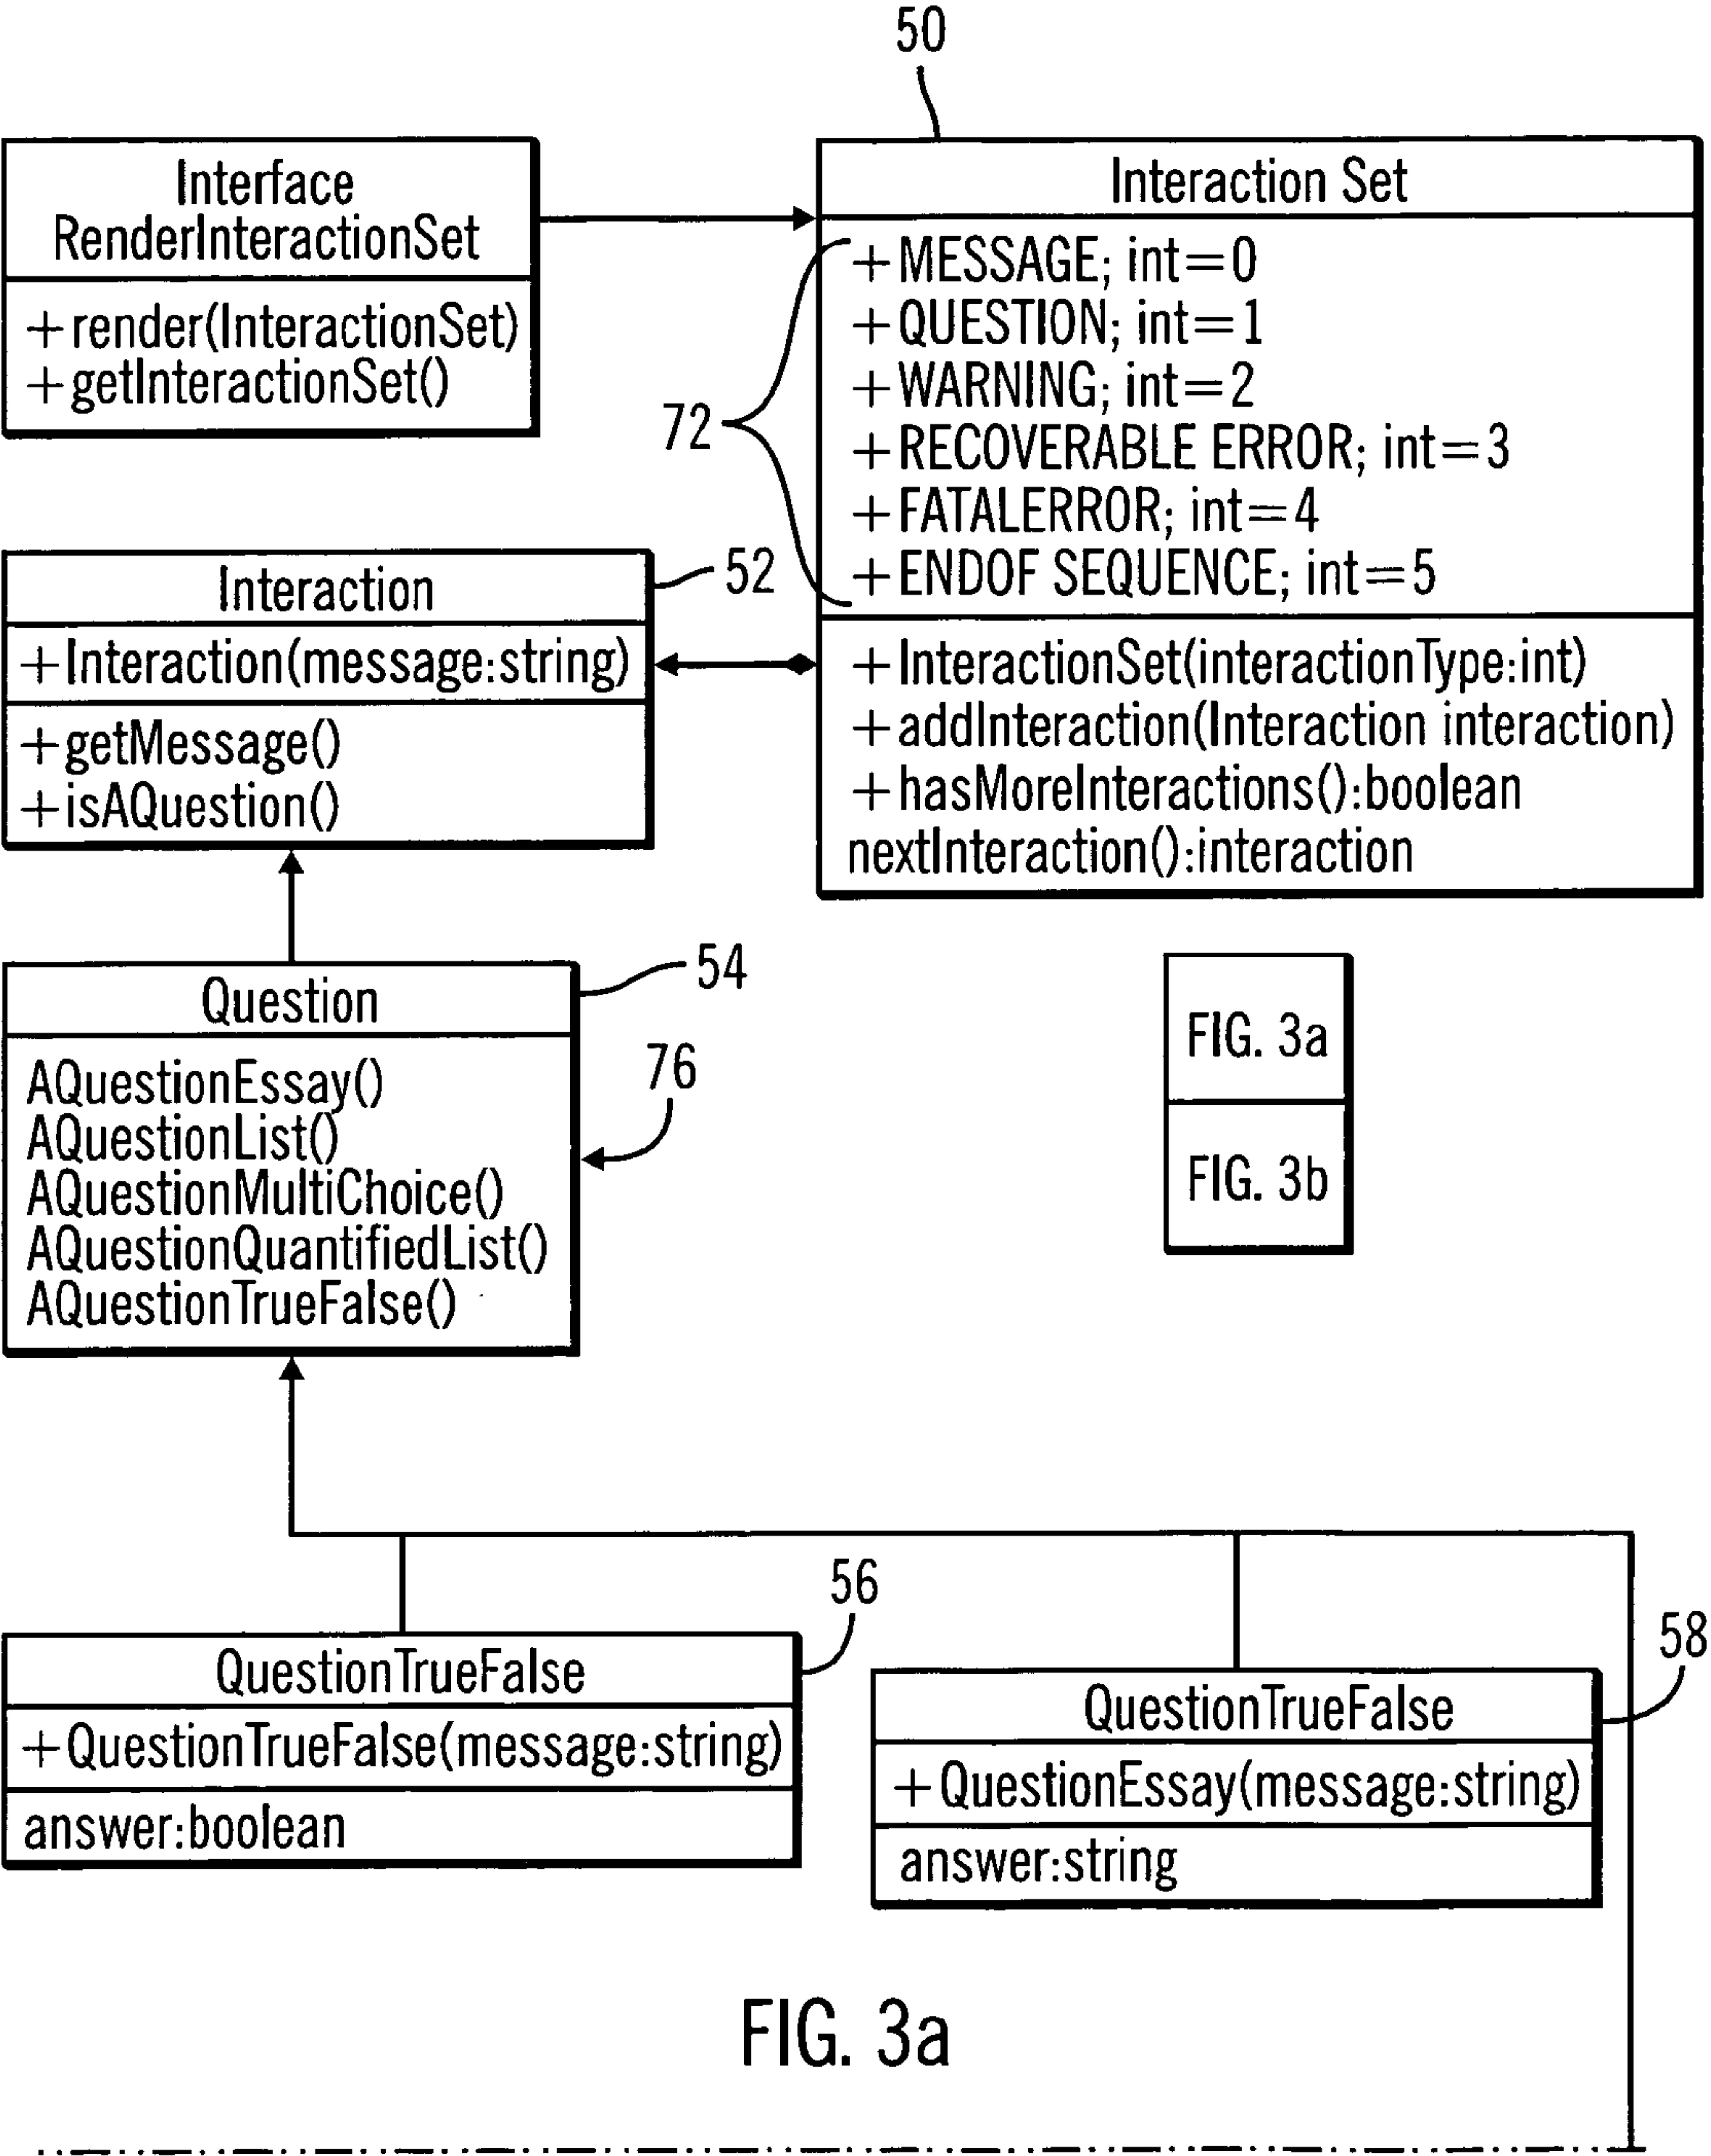 50
Interface
RenderInteractionSet
+render(InteractionSet)
+getInteractionSet()
Interaction Set
+MESSAGE; int=0
+QUESTION; int=1
+WARNING; int=2
+RECOVERABLE ERROR; int=3
+FATALERROR; int=4
+ENDOF SEQUENCE; int=5
72
+InteractionSet(interactionType:int)
+addInteraction(Interaction interaction)
+hasMoreInteractions():boolean
nextInteraction():interaction
52
Interaction
+Interaction(message:string)
+getMessage()
+isAQuestion()
54
Question
AQuestionEssay()
AQuestionList()
AQuestionMultiChoice()
AQuestionQuantifiedList()
AQuestionTrueFalse()
76
FIG. 3a
FIG. 3b
56
QuestionTrueFalse
+QuestionTrueFalse(message:string)
answer:boolean
58
QuestionTrueFalse
+QuestionEssay(message:string)
answer:string
FIG. 3a